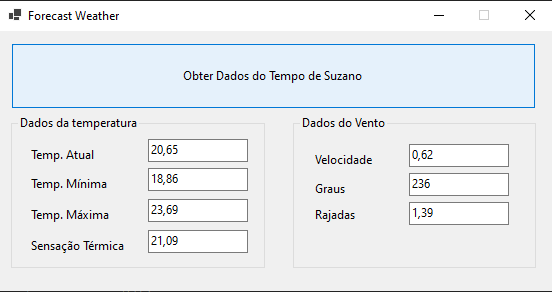 Forecast Weather
Obter Dados do Tempo de Suzano
Dados da temperatura
Temp. Atual 20,65
Temp. Mínima 18,86
Temp. Máxima 23,69
Sensação Térmica 21,09
Dados do Vento
Velocidade 0,62
Graus 236
Rajadas 1,39